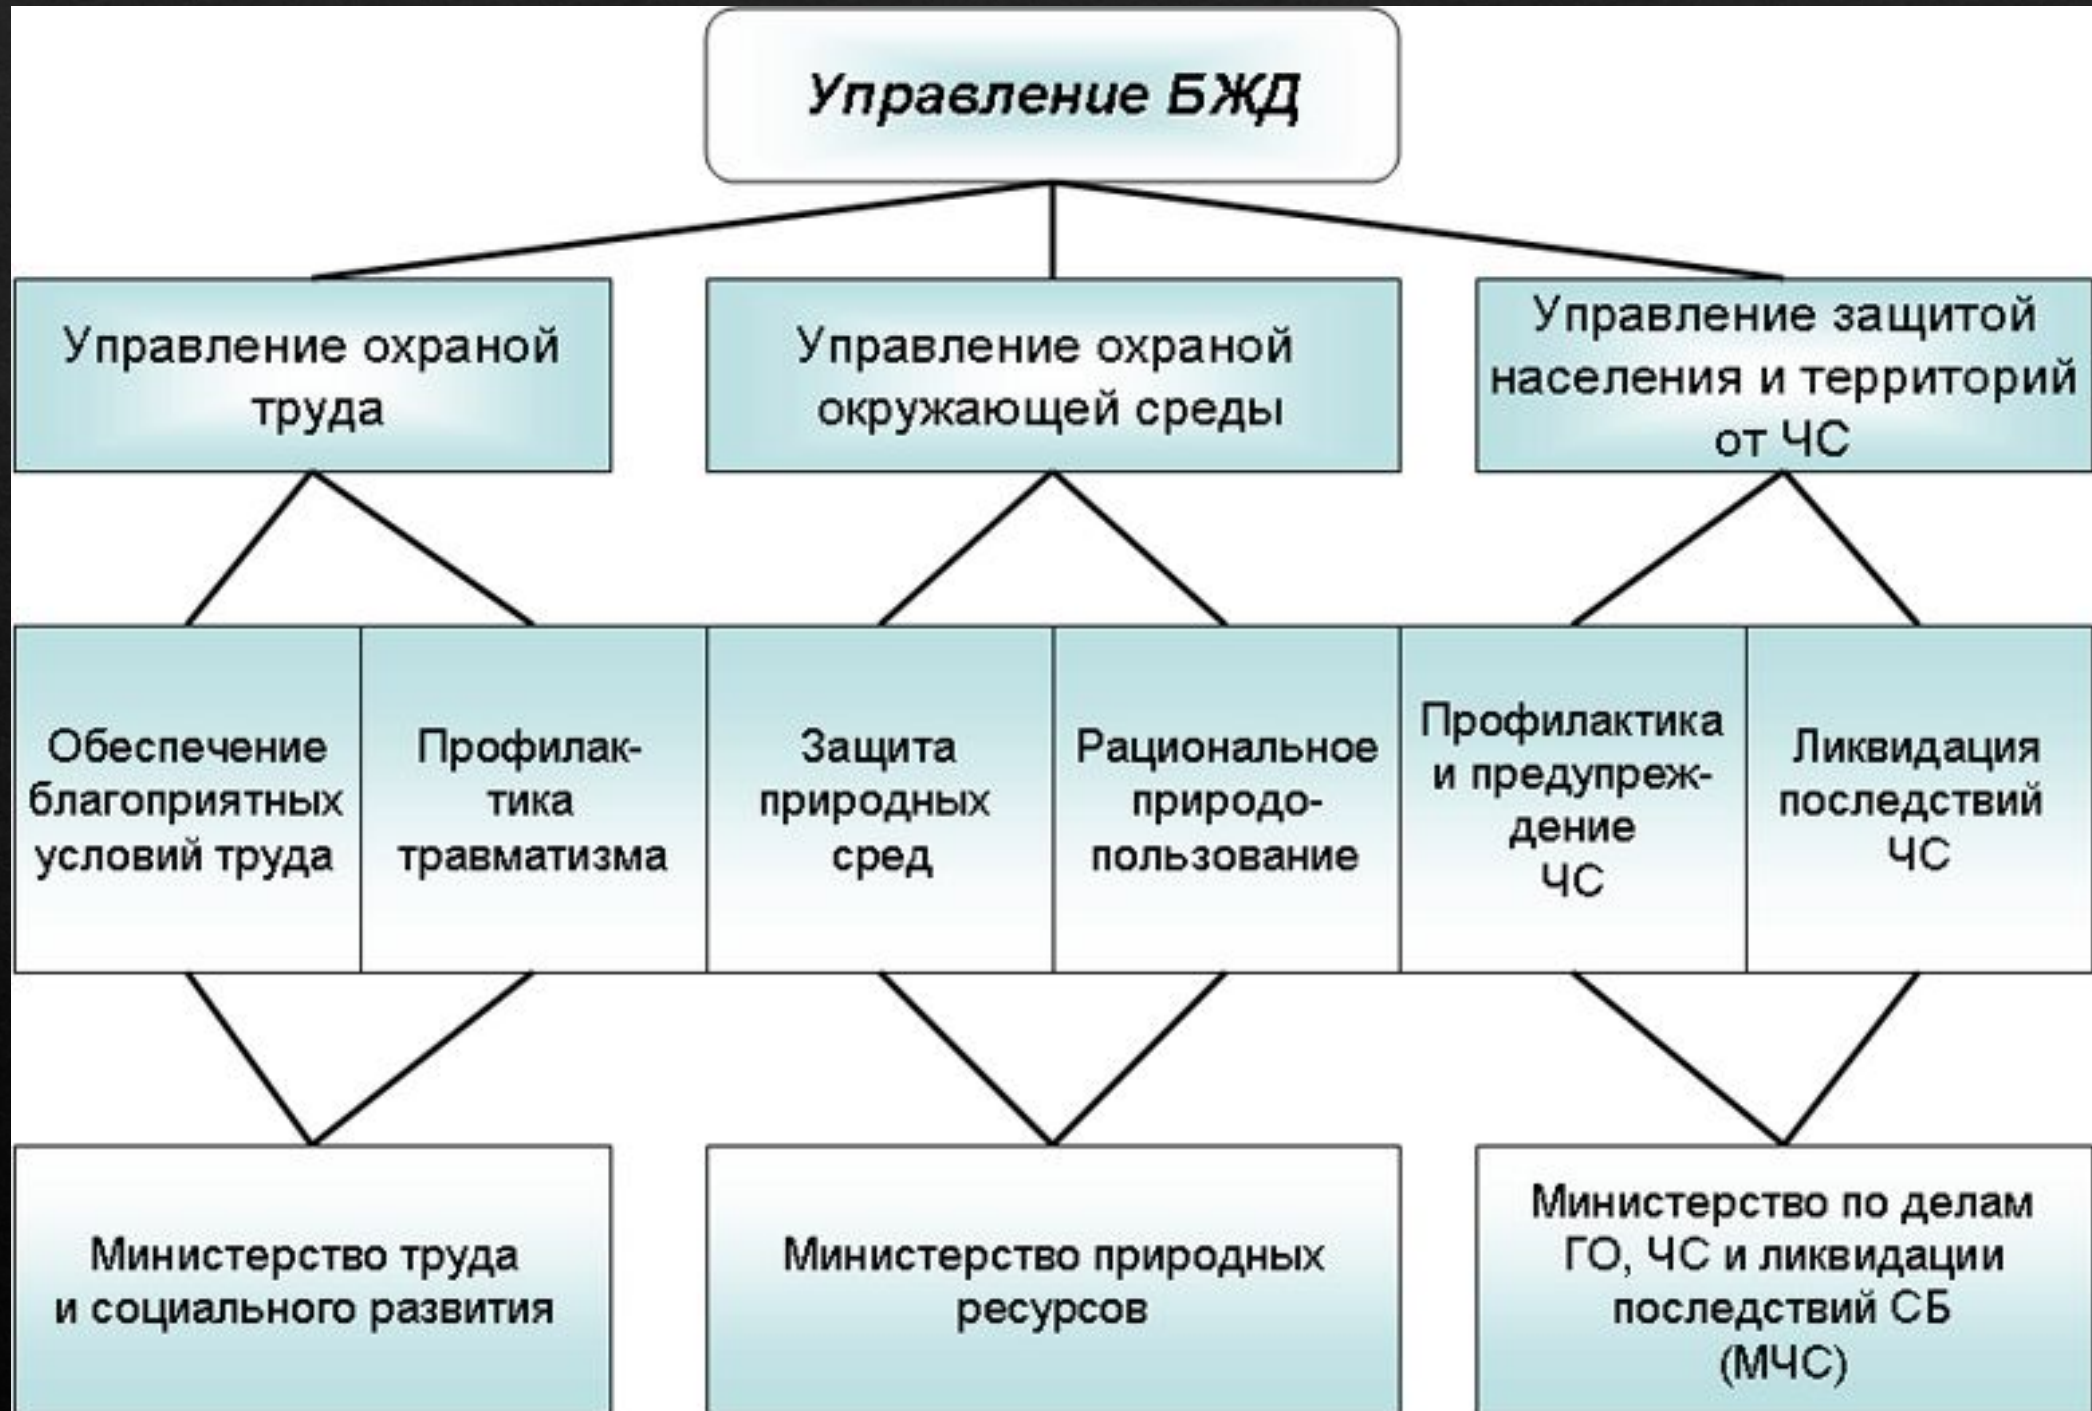 Управление БЖД
Управление охраной
труда
Управление охраной
окружающей среды
Управление защитой
населения и территорий
от ЧС
Обеспечение
благоприятных
условий труда
Профилак-
тика
травматизма
Защита
природных
сред
Рациональное
природо-
пользование
Профилактика
и предупреж-
дение
ЧС
Ликвидация
последствий
ЧС
Министерство труда
и социального развития
Министерство природных
ресурсов
Министерство по делам
ГО, ЧС и ликвидации
последствий СБ
(МЧС)